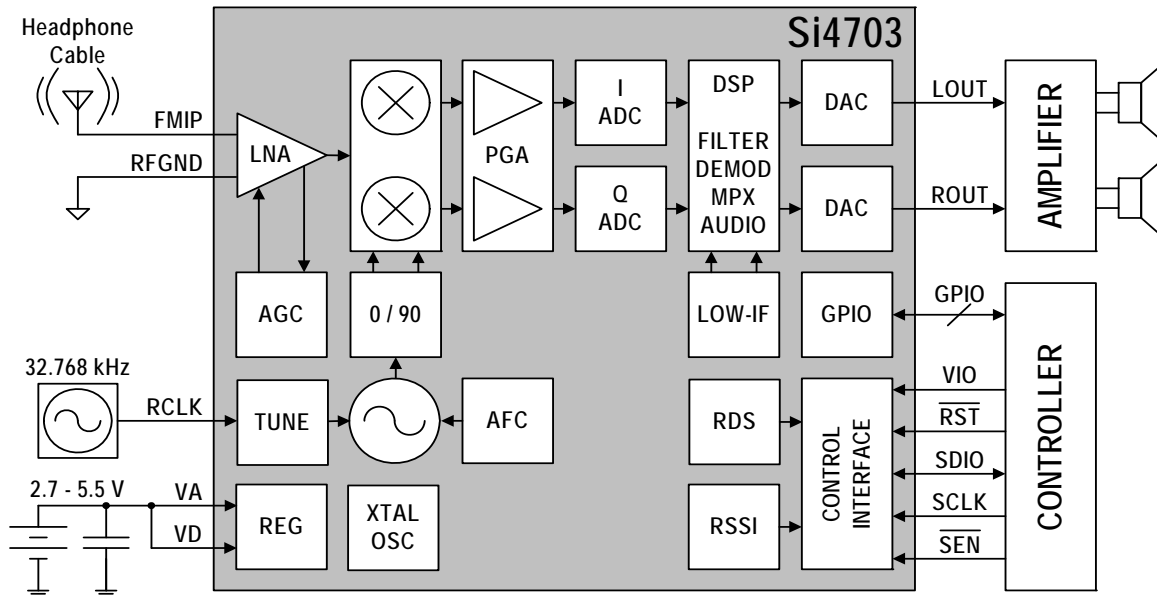 Si4703
Headphone
Cable
FMIP
RFGND
LNA
PGA
I
ADC
Q
ADC
DSP
FILTER
DEMOD
MPX
AUDIO
DAC
DAC
LOUT
ROUT
AMPLIFIER
AGC
0 / 90
LOW-IF
GPIO
GPIO
32.768 kHz
RCLK
TUNE
AFC
RDS
CONTROL
INTERFACE
VIO
RST
SDIO
SCLK
SEN
CONTROLLER
2.7 - 5.5 V
VA
VD
REG
XTAL
OSC
RSSI